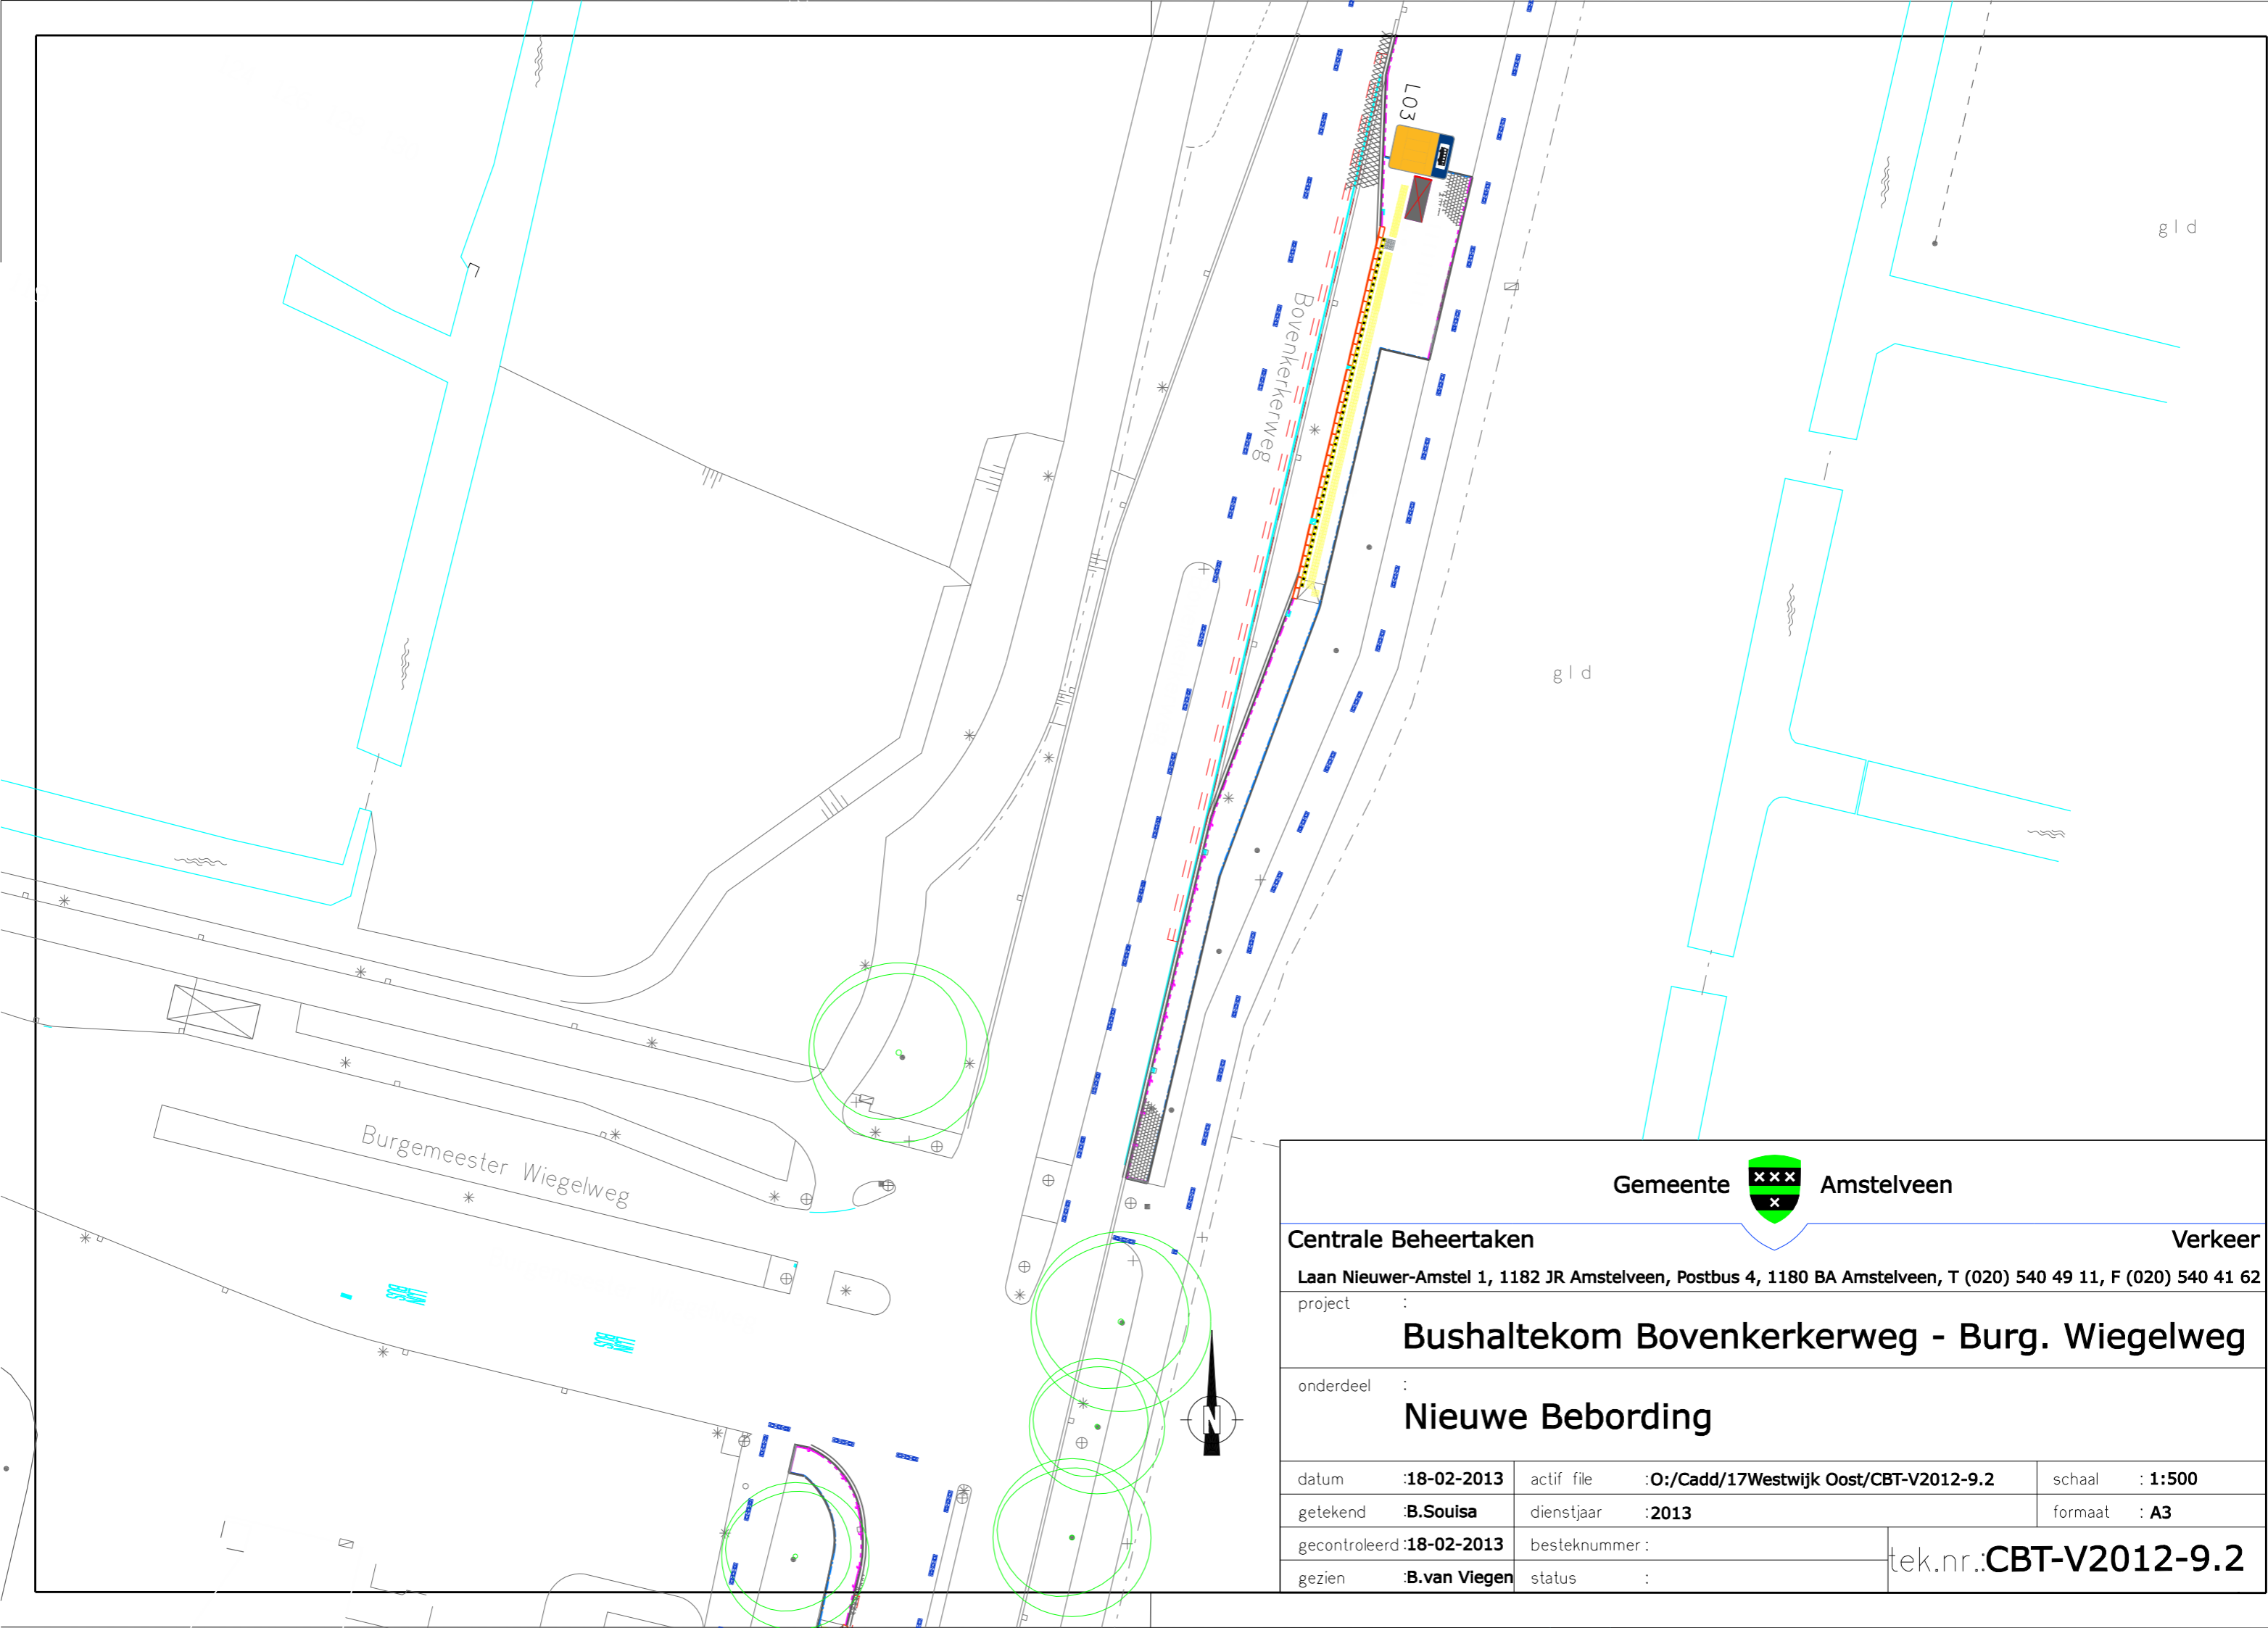 L03
Bovenkerkerweg
gld
gld
Burgemeester Wiegelweg
N
Gemeente Amstelveen
Centrale Beheertaken Verkeer
Laan Nieuwer-Amstel 1, 1182 JR Amstelveen, Postbus 4, 1180 BA Amstelveen, T (020) 540 49 11, F (020) 540 41 62
project :
Bushaltekom Bovenkerkerweg - Burg. Wiegelweg
onderdeel :
Nieuwe Bebording
datum :18-02-2013 actif file :O:/Cadd/17Westwijk Oost/CBT-V2012-9.2 schaal : 1:500
getekend :B.Souisa dienstjaar :2013 formaat : A3
gecontroleerd :18-02-2013 besteknummer :
gezien :B.van Viegen status :
tek.nr.:CBT-V2012-9.2